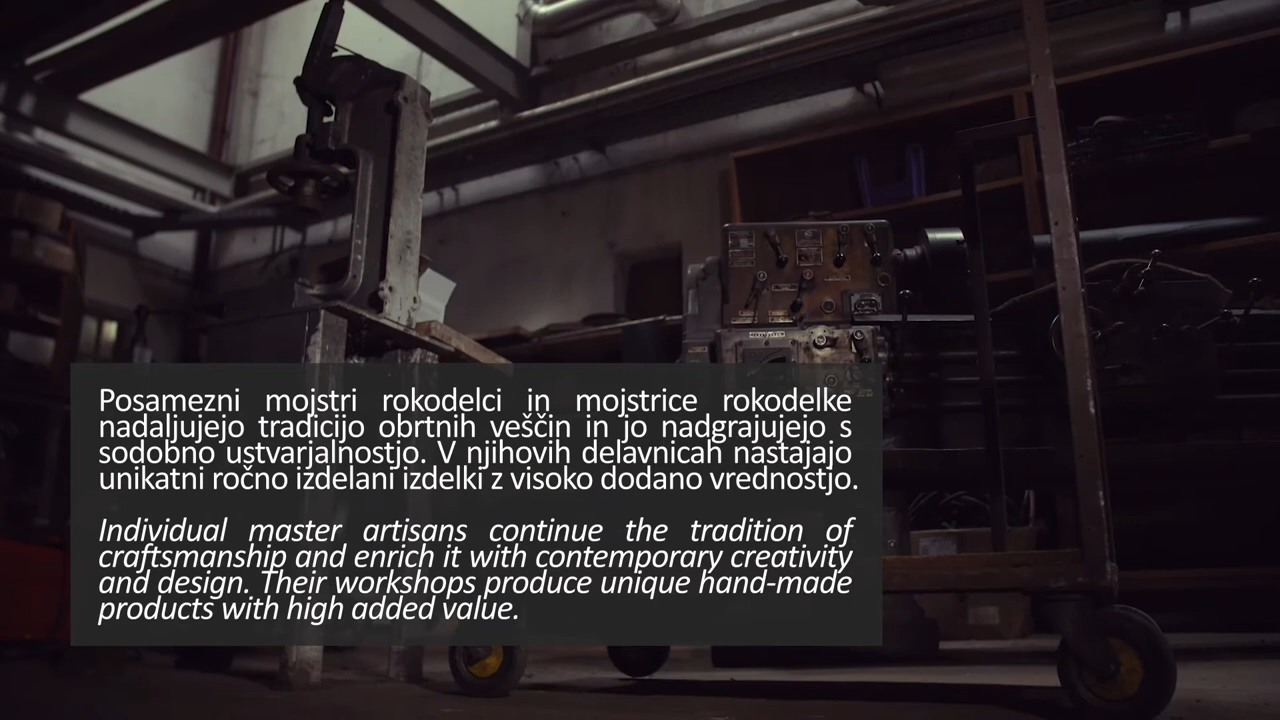 Posamezni mojstri rokodelci in mojstrice rokodelke
nadaljujejo tradicijo obrtnih veščin in jo nadgrajujejo s
sodobno ustvarjalnostjo. V njihovih delavnicah nastajajo
unikatni ročno izdelani izdelki z visoko dodano vrednostjo.
Individual master artisans continue the tradition of
craftsmanship and enrich it with contemporary creativity
and design. Their workshops produce unique hand-made
products with high added value.